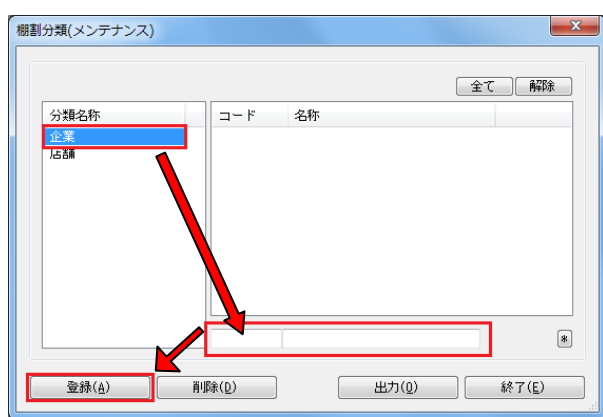 棚割分類(メンテナンス)
全て 解除
分類名称 コード 名称
企業
店舗
*
登録(A) 削除(D) 出力(O) 終了(E)